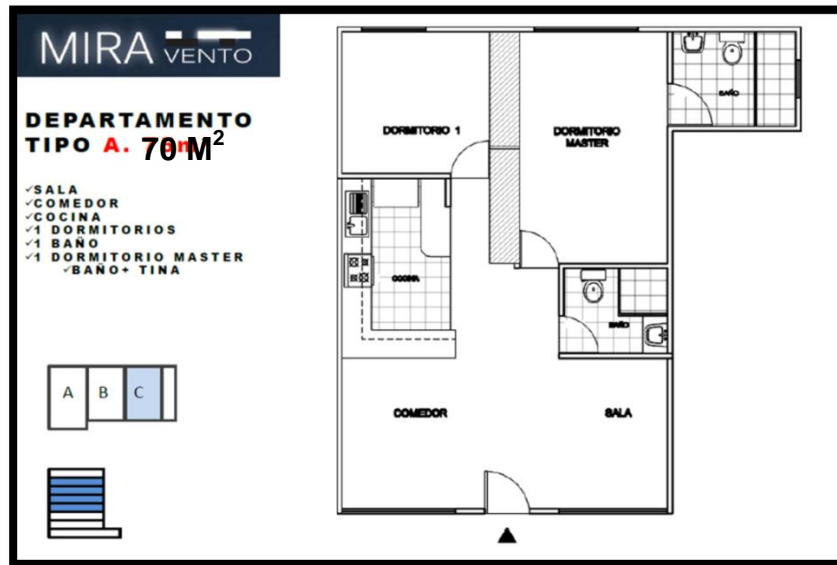 MIRA VENTO
DEPARTAMENTO
TIPO A. 70 M²
✓SALA
✓COMEDOR
✓COCINA
✓1 DORMITORIOS
✓1 BAÑO
✓1 DORMITORIO MASTER
✓BAÑO+ TINA
A B C
DORMITORIO 1
DORMITORIO
MASTER
BAÑO
COCINA
BAÑO
COMEDOR
SALA